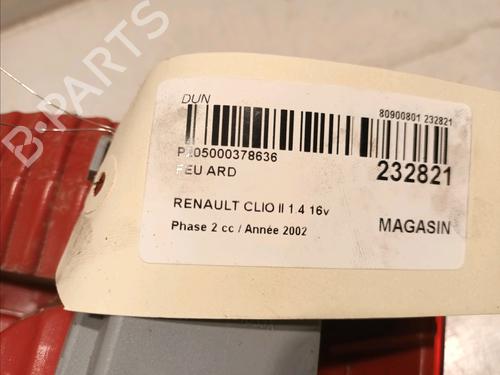 B-PARTS
DUN
80900801 232821
P105000378636
FEU ARD
232821
RENAULT CLIO II 1.4 16v
Phase 2 cc / Année 2002
MAGASIN